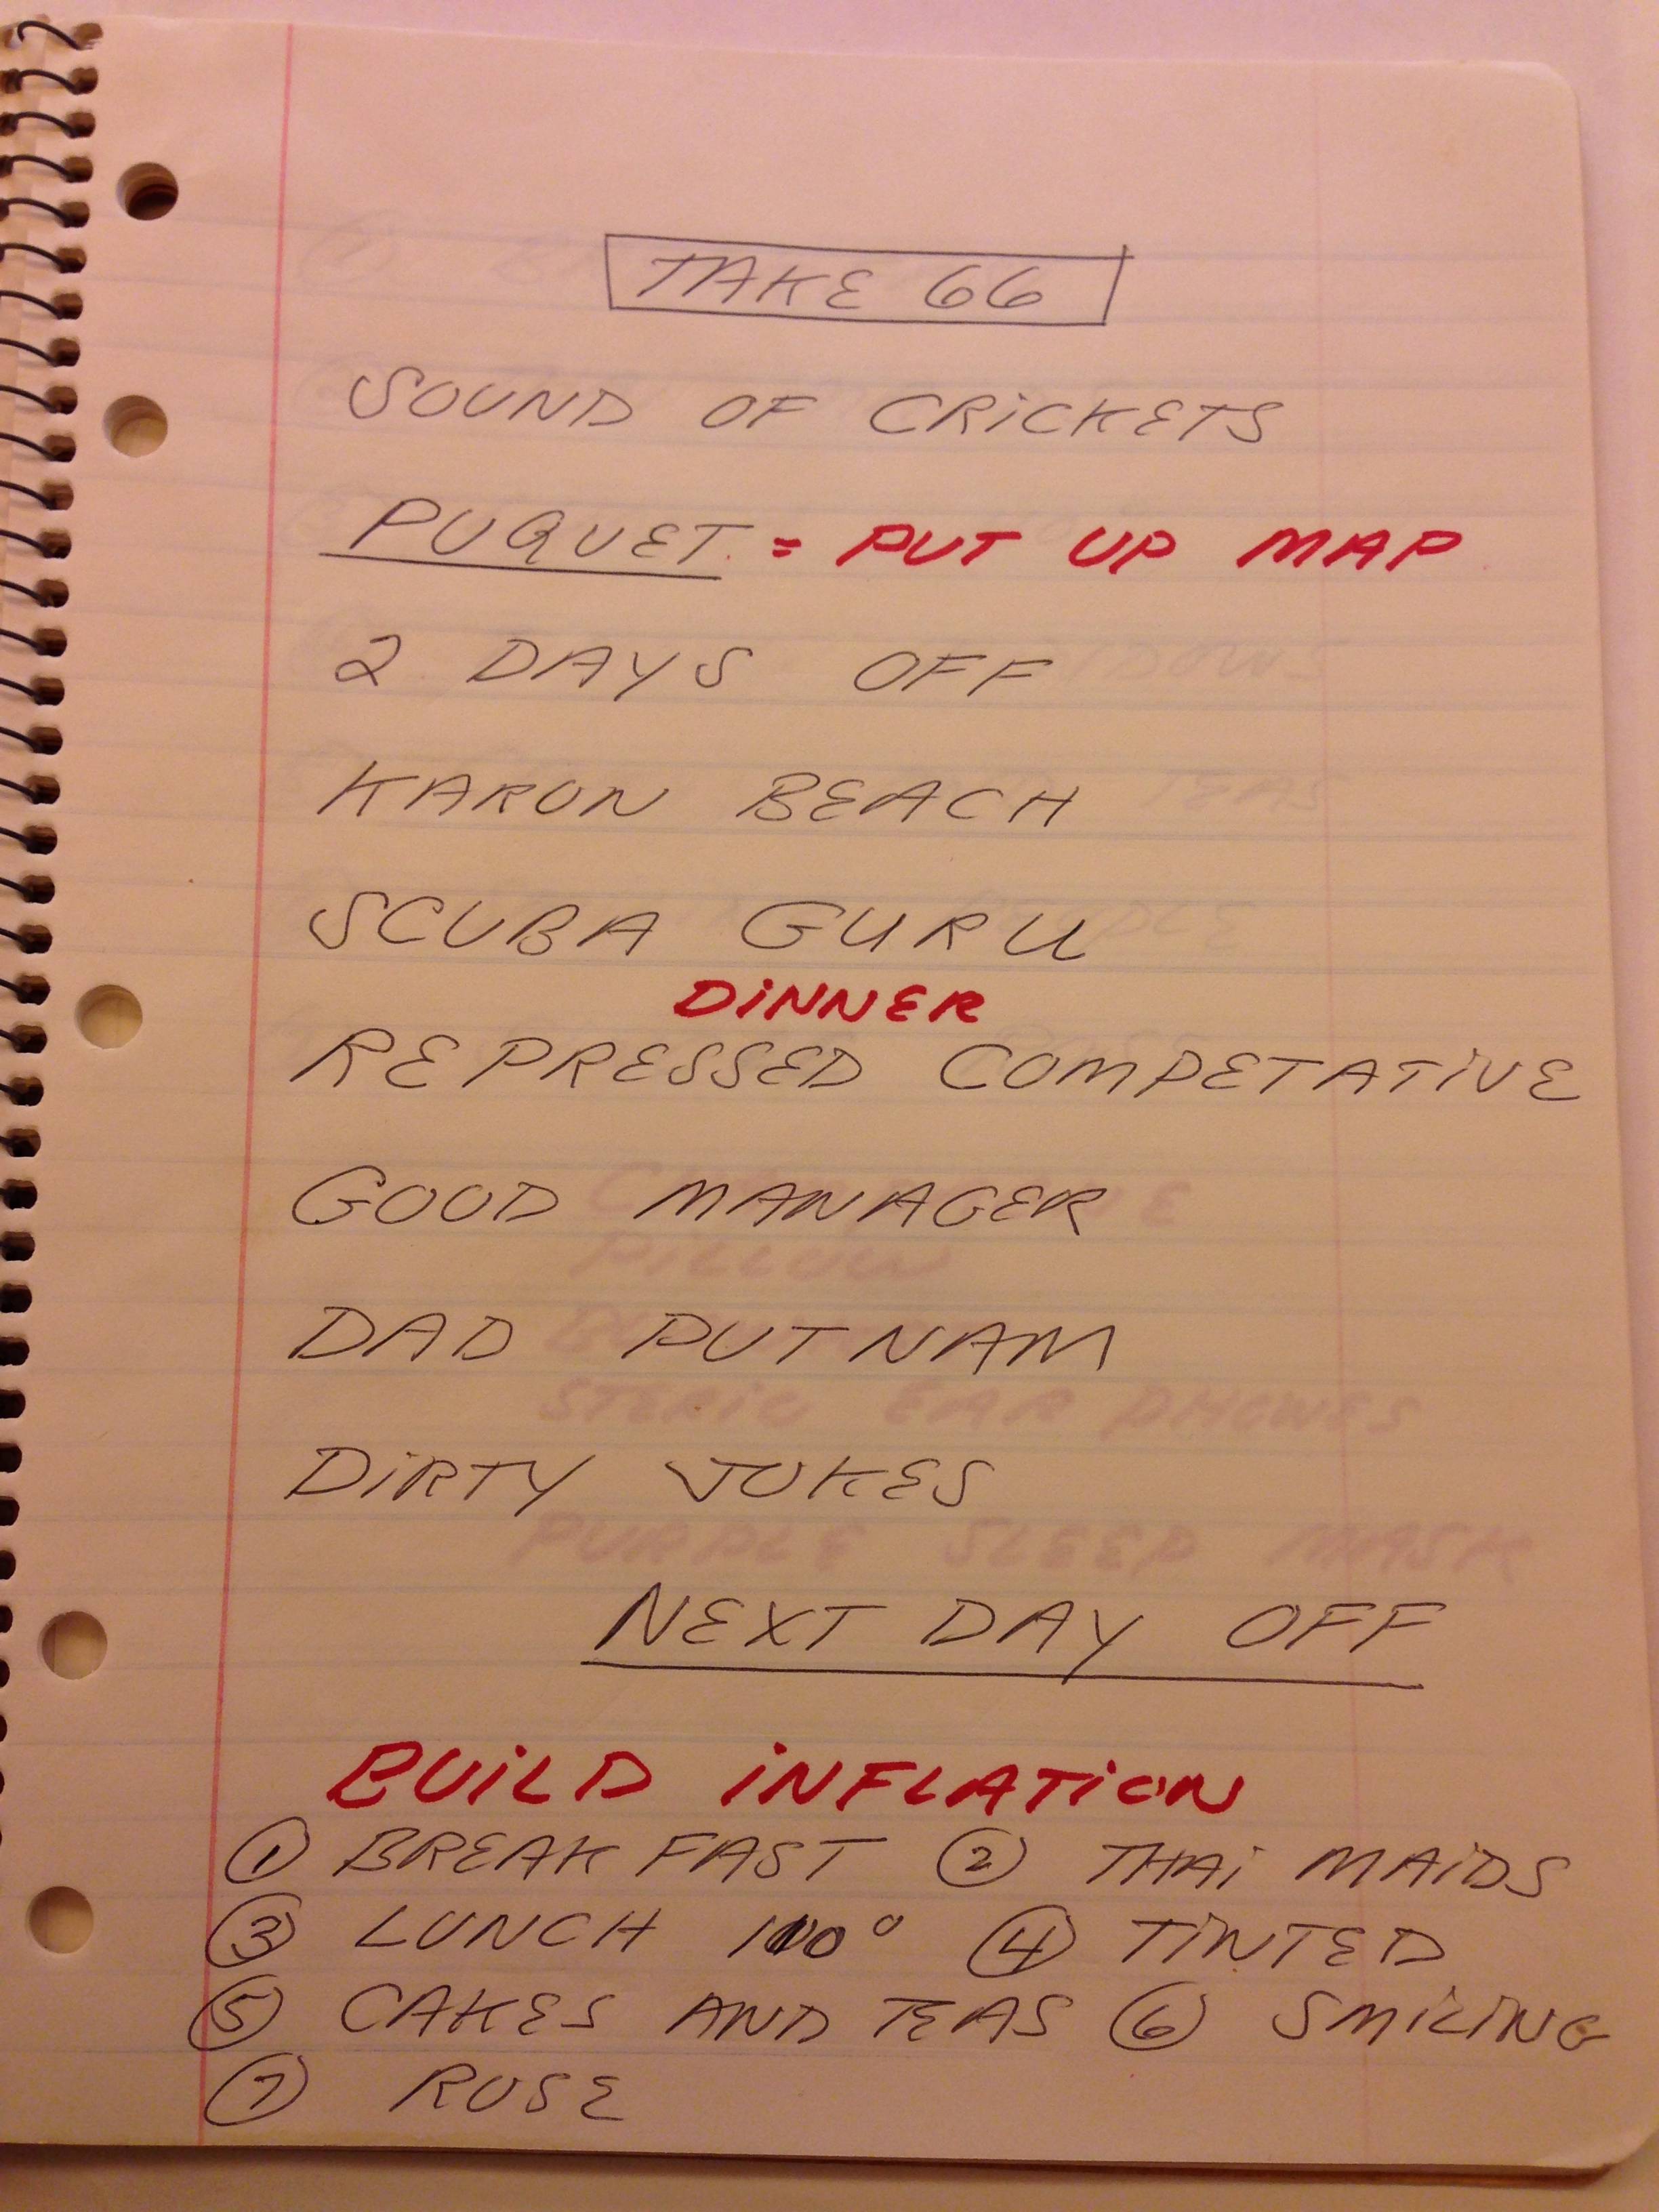 TAKE 66
SOUND OF CRiCKETS
PUQUET = PUT UP MAP
2 DAYS OFF
KARON BEACH
SCUBA GURU
DiNNER
REPRESSED COMPETATiVE
GOOD MANAGER
DAD PUTNAM
DiRTY JOKES
NEXT DAY OFF
BUiLD iNFLATiON
① BREAKFAST ② THAi MAiDS
③ LUNCH 100° ④ TiNTED
⑤ CAKES AND TEAS ⑥ SMiLiNG
⑦ ROSE